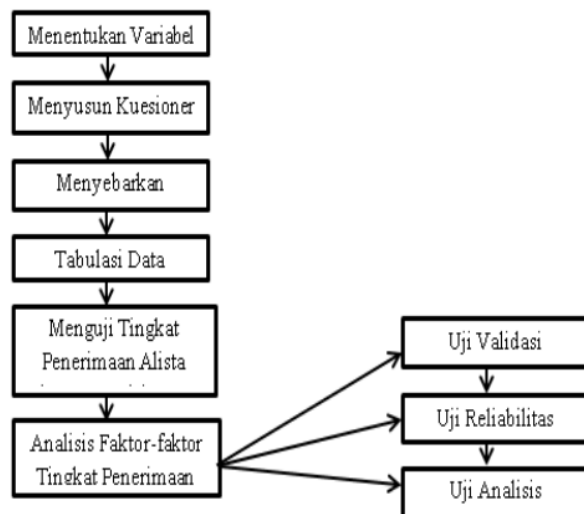 Menentukan Variabel
Menyusun Kuesioner
Menyebarkan
Tabulasi Data
Menguji Tingkat
Penerimaan Alista
Analisis Faktor-faktor
Tingkat Penerimaan
Uji Validasi
Uji Reliabilitas
Uji Analisis